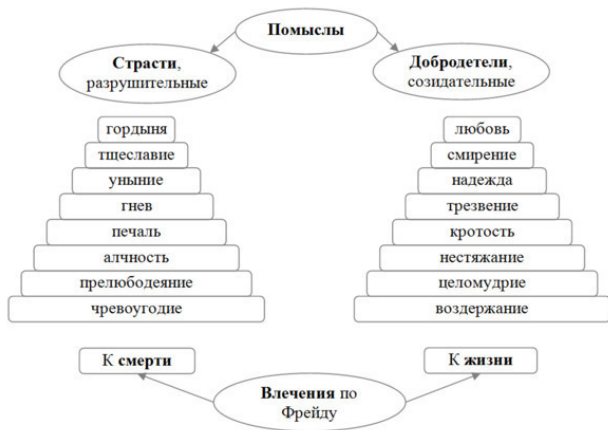 Помыслы
Страсти,
разрушительные
Добродетели,
созидательные
гордыня
тщеславие
уныние
гнев
печаль
алчность
прелюбодеяние
чревоугодие
любовь
смирение
надежда
трезвение
кротость
нестяжание
целомудрие
воздержание
К смерти
К жизни
Влечения по
Фрейду